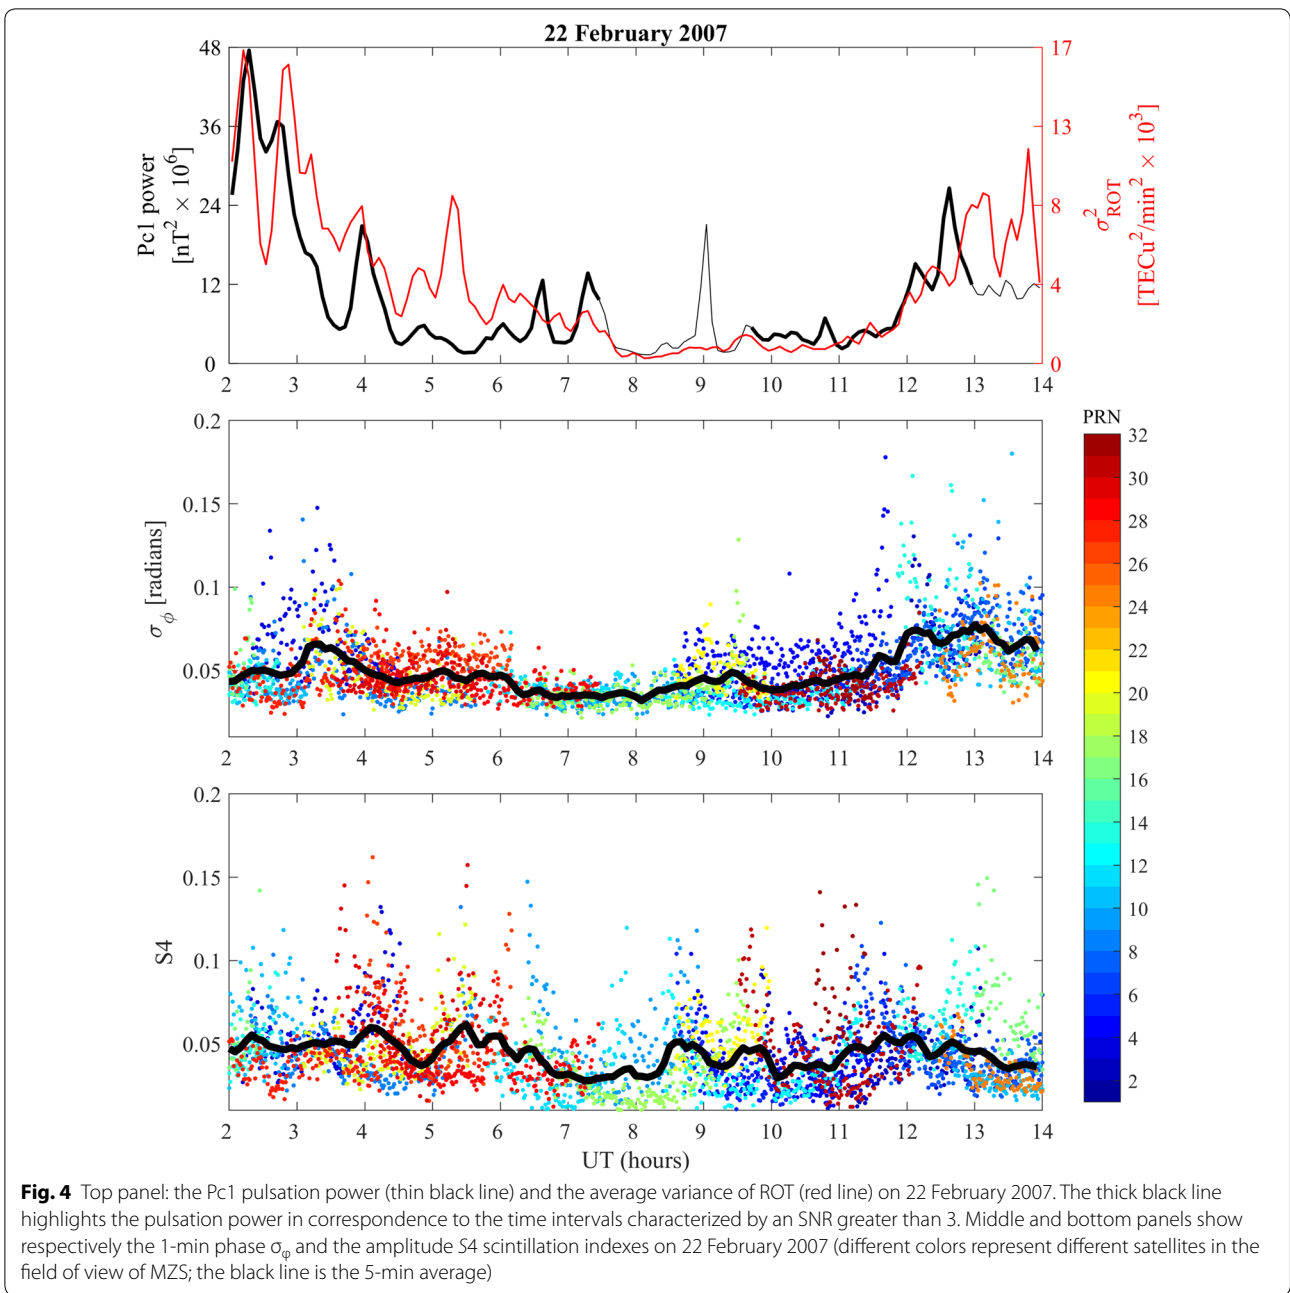 22 February 2007
48
36
24
12
0
Pc1 power
[nT² × 10⁶]
17
13
8
4
0
σ²ROT
[TECu²/min² × 10³]
2 3 4 5 6 7 8 9 10 11 12 13 14
0.2
0.15
0.1
0.05
σϕ [radians]
2 3 4 5 6 7 8 9 10 11 12 13 14
PRN
32
30
28
26
24
22
20
18
16
14
12
10
8
6
4
2
0.2
0.15
0.1
0.05
S4
2 3 4 5 6 7 8 9 10 11 12 13 14
UT (hours)
Fig. 4 Top panel: the Pc1 pulsation power (thin black line) and the average variance of ROT (red line) on 22 February 2007. The thick black line
highlights the pulsation power in correspondence to the time intervals characterized by an SNR greater than 3. Middle and bottom panels show
respectively the 1-min phase σφ and the amplitude S4 scintillation indexes on 22 February 2007 (different colors represent different satellites in the
field of view of MZS; the black line is the 5-min average)